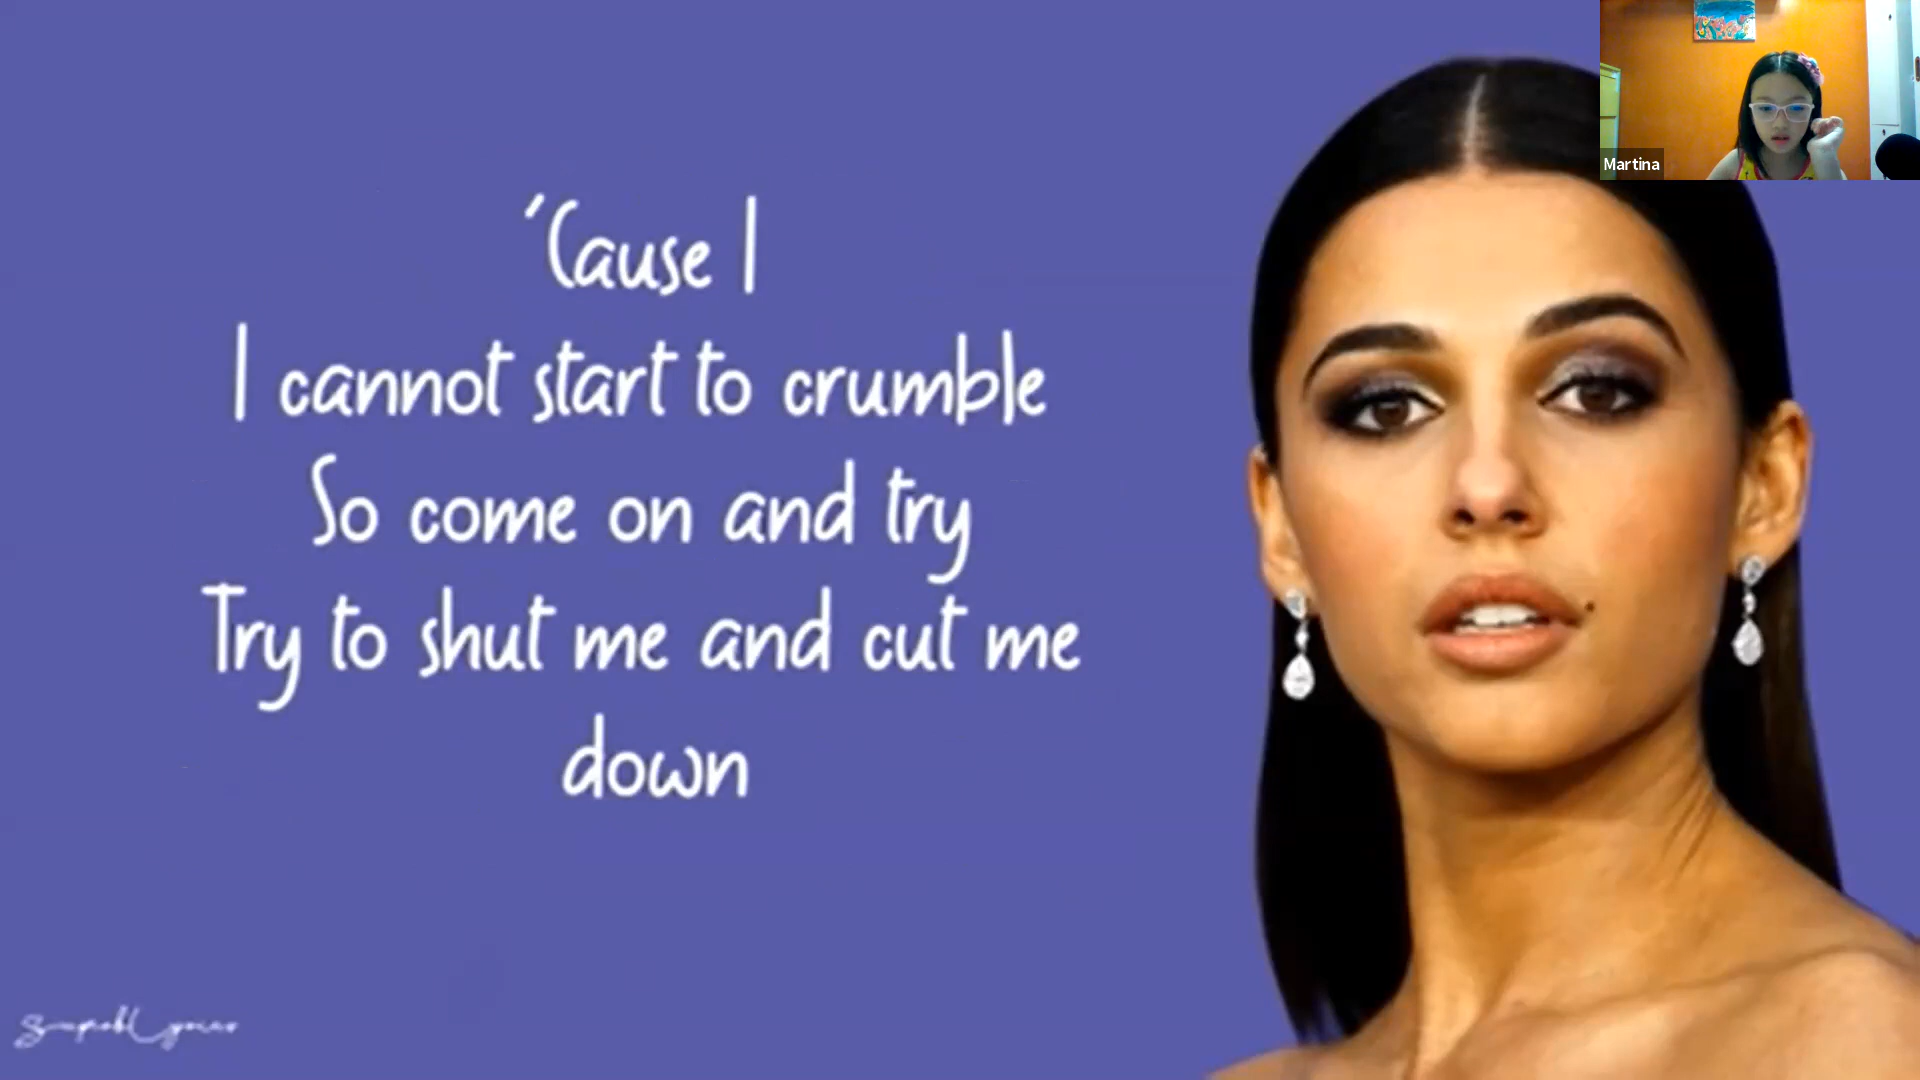 'Cause I
I cannot start to crumble
So come on and try
Try to shut me and cut me
down
Martina